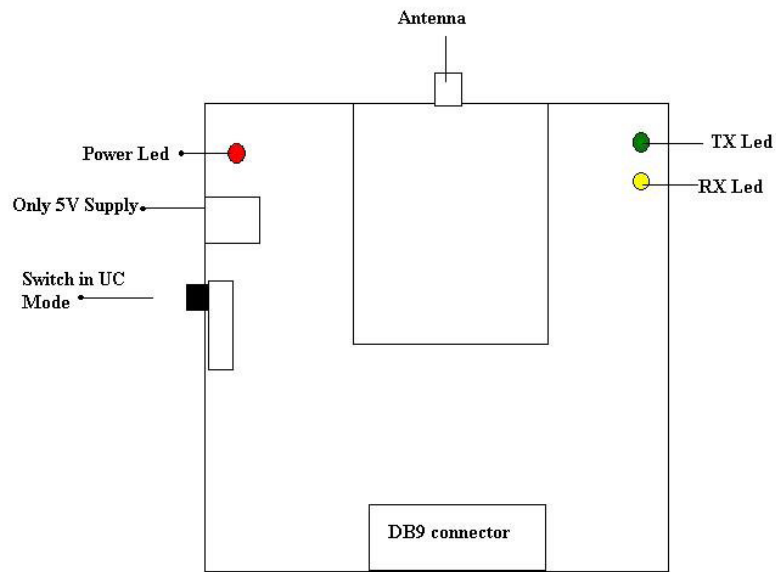 Antenna
Power Led
TX Led
RX Led
Only 5V Supply
Switch in UC
Mode
DB9 connector